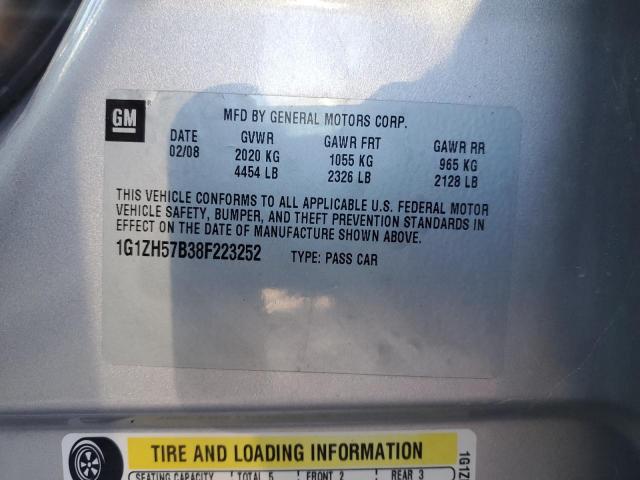 GM ®
MFD BY GENERAL MOTORS CORP.
DATE GVWR GAWR FRT GAWR RR
02/08 2020 KG 1055 KG 965 KG
4454 LB 2326 LB 2128 LB
THIS VEHICLE CONFORMS TO ALL APPLICABLE U.S. FEDERAL MOTOR
VEHICLE SAFETY, BUMPER, AND THEFT PREVENTION STANDARDS IN
EFFECT ON THE DATE OF MANUFACTURE SHOWN ABOVE.
1G1ZH57B38F223252 TYPE: PASS CAR
TIRE AND LOADING INFORMATION
SEATING CAPACITY TOTAL 5 FRONT 2 REAR 3
1G1Z